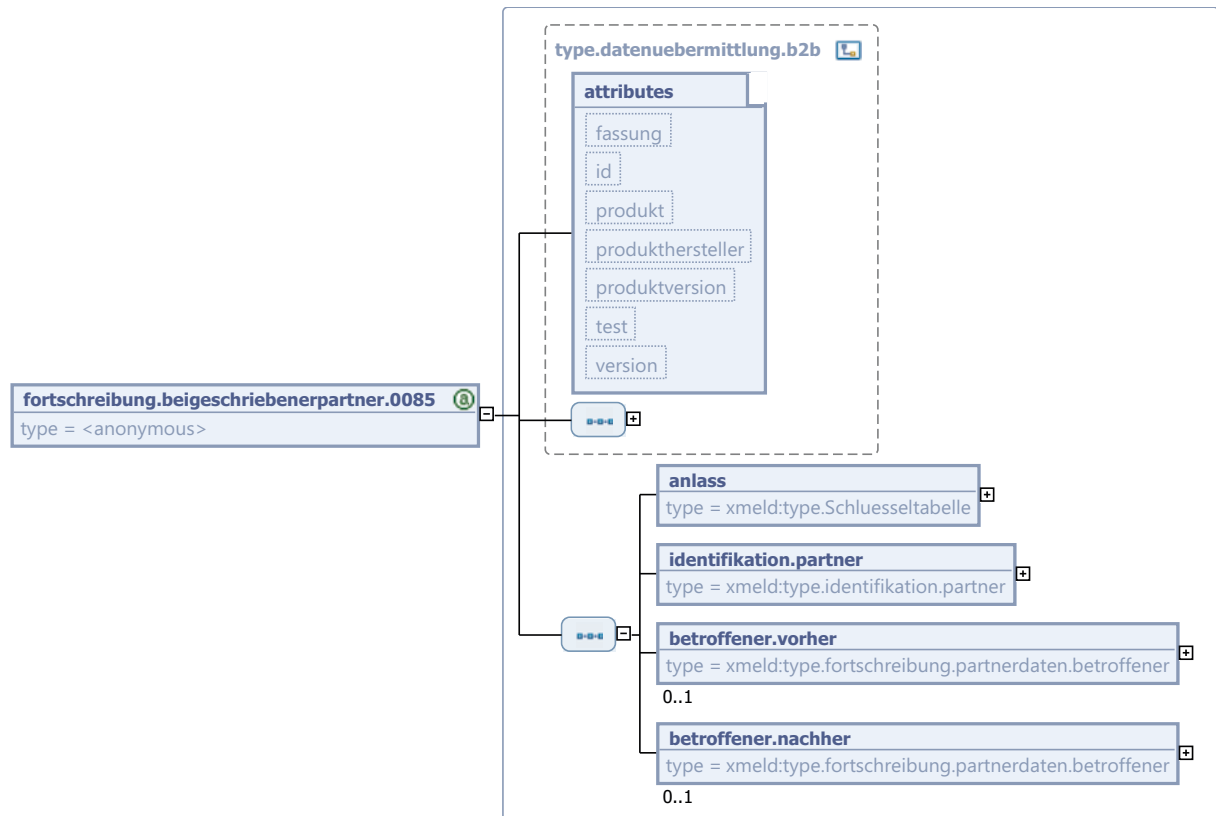 type.datenuebermittlung.b2b
attributes
fassung
id
produkt
produkthersteller
produktversion
test
version
fortschreibung.beigeschriebenerpartner.0085
type = <anonymous>
anlass
type = xmeld:type.Schluesseltabelle
identifikation.partner
type = xmeld:type.identifikation.partner
betroffener.vorher
type = xmeld:type.fortschreibung.partnerdaten.betroffener
0..1
betroffener.nachher
type = xmeld:type.fortschreibung.partnerdaten.betroffener
0..1